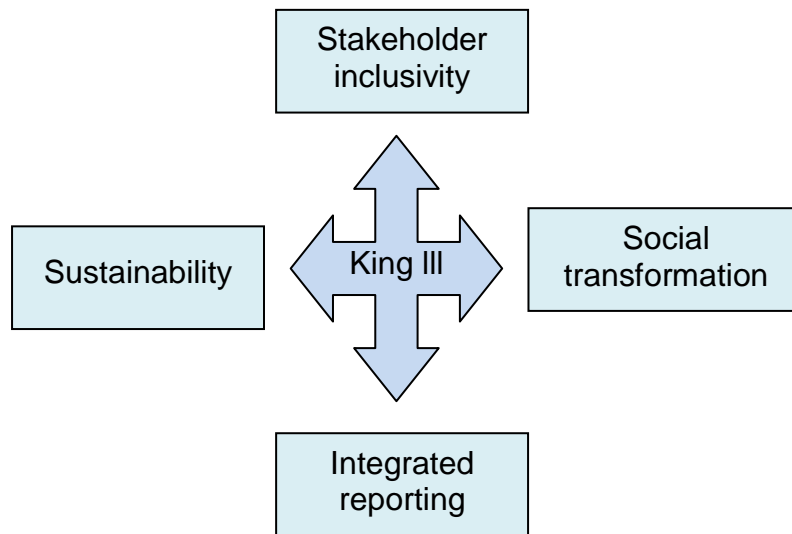 Stakeholder
inclusivity
Sustainability
King III
Social
transformation
Integrated
reporting